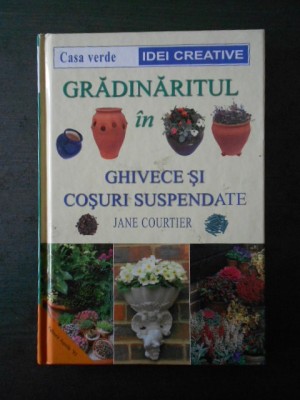 Casa verde
IDEI CREATIVE
GRĂDINĂRITUL
în
GHIVECE ŞI
COŞURI SUSPENDATE
JANE COURTIER